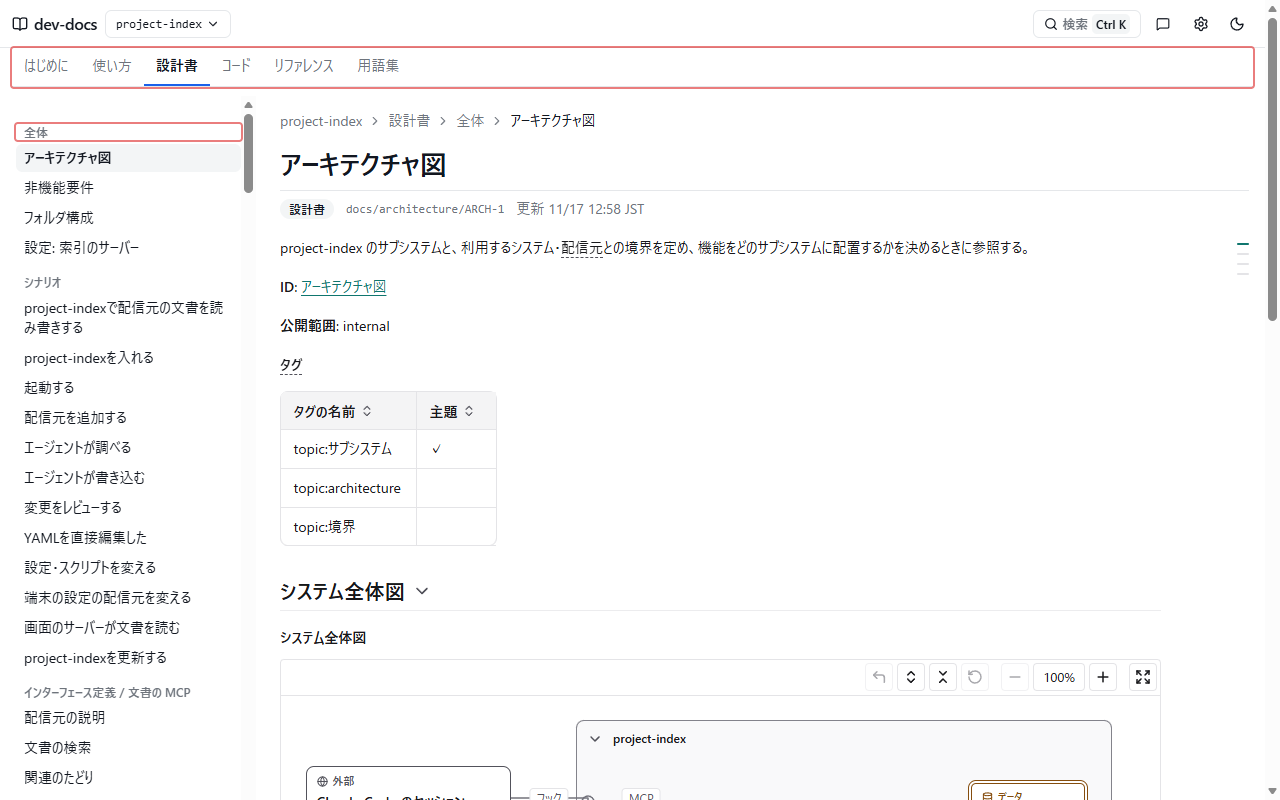 dev-docs
project-index
検索 Ctrl K
はじめに 使い方 設計書 コード リファレンス 用語集
全体
アーキテクチャ図
非機能要件
フォルダ構成
設定: 索引のサーバー
シナリオ
project-indexで配信元の文書を読
み書きする
project-indexを入れる
起動する
配信元を追加する
エージェントが調べる
エージェントが書き込む
変更をレビューする
YAMLを直接編集した
設定・スクリプトを変える
端末の設定の配信元を変える
画面のサーバーが文書を読む
project-indexを更新する
インターフェース定義 / 文書の MCP
配信元の説明
文書の検索
関連のたどり
project-index > 設計書 > 全体 > アーキテクチャ図
アーキテクチャ図
設計書 docs/architecture/ARCH-1 更新 11/17 12:58 JST
project-index のサブシステムと、利用するシステム・配信元との境界を定め、機能をどのサブシステムに配置するかを決めるときに参照する。
ID: アーキテクチャ図
公開範囲: internal
タグ
タグの名前 主題
topic:サブシステム ✓
topic:architecture
topic:境界
システム全体図
システム全体図
100%
project-index
外部
Claude Code のセッション
フック
MCP
データ